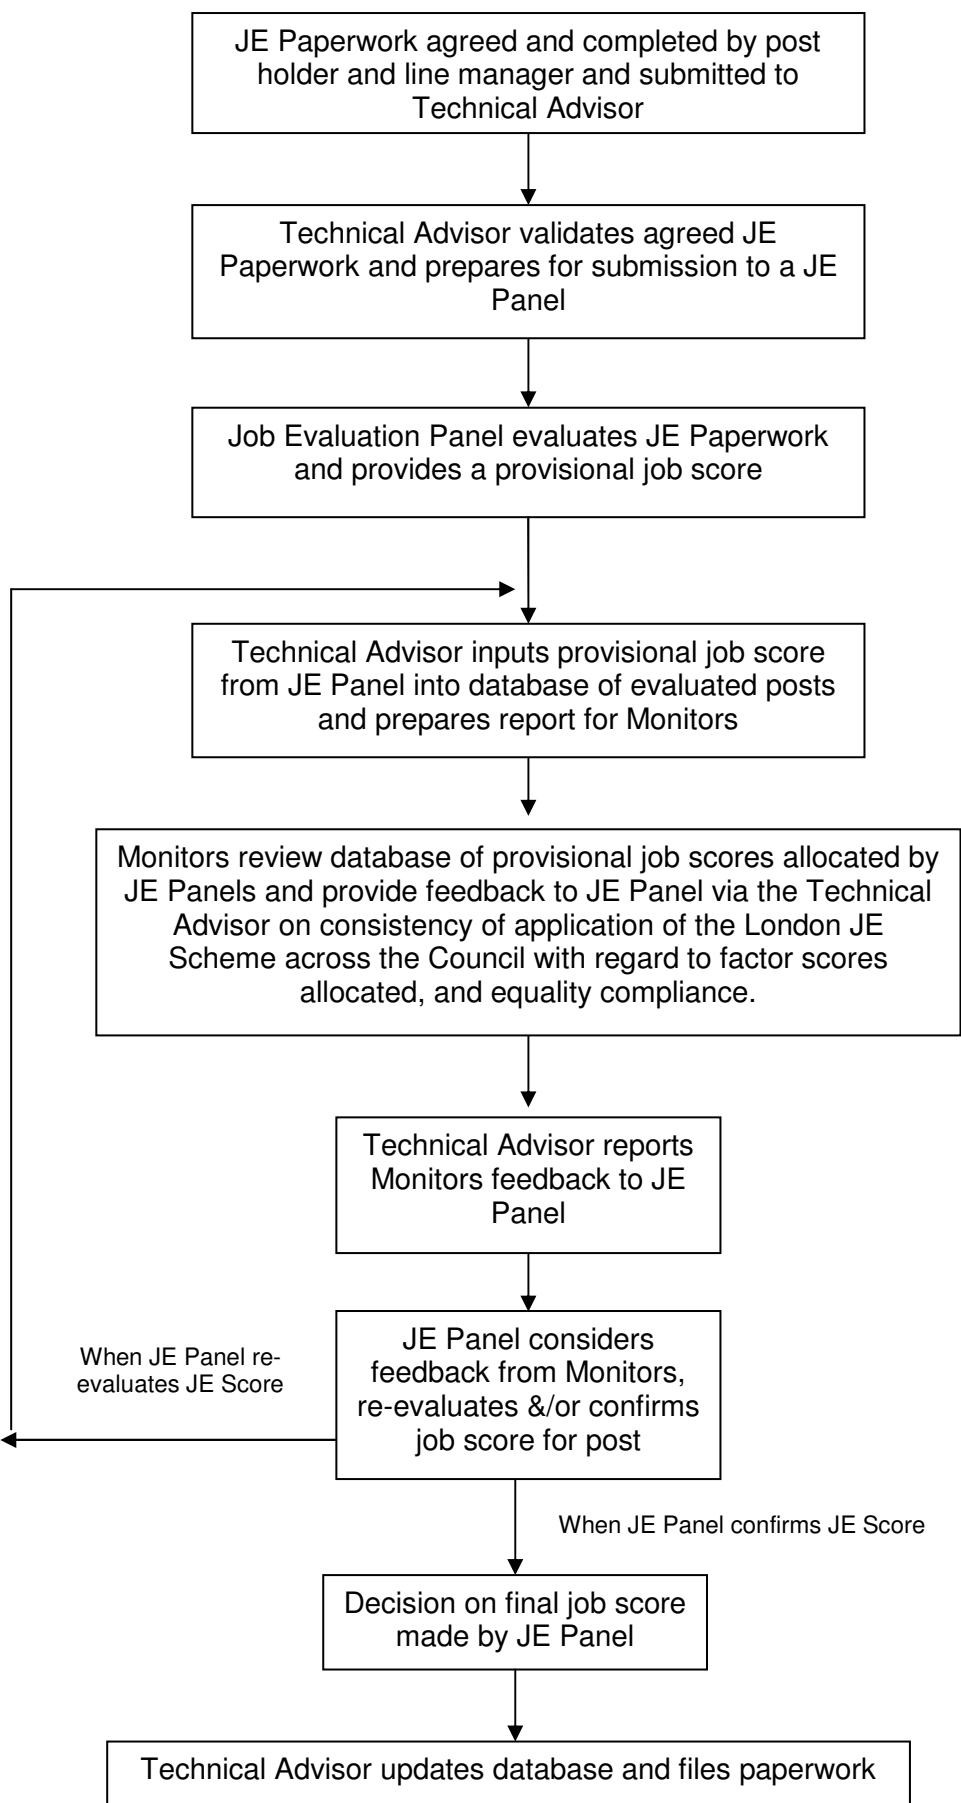 JE Paperwork agreed and completed by post
holder and line manager and submitted to
Technical Advisor
Technical Advisor validates agreed JE
Paperwork and prepares for submission to a JE
Panel
Job Evaluation Panel evaluates JE Paperwork
and provides a provisional job score
Technical Advisor inputs provisional job score
from JE Panel into database of evaluated posts
and prepares report for Monitors
Monitors review database of provisional job scores allocated by
JE Panels and provide feedback to JE Panel via the Technical
Advisor on consistency of application of the London JE
Scheme across the Council with regard to factor scores
allocated, and equality compliance.
Technical Advisor reports
Monitors feedback to JE
Panel
JE Panel considers
feedback from Monitors,
re-evaluates &/or confirms
job score for post
When JE Panel re-
evaluates JE Score
When JE Panel confirms JE Score
Decision on final job score
made by JE Panel
Technical Advisor updates database and files paperwork